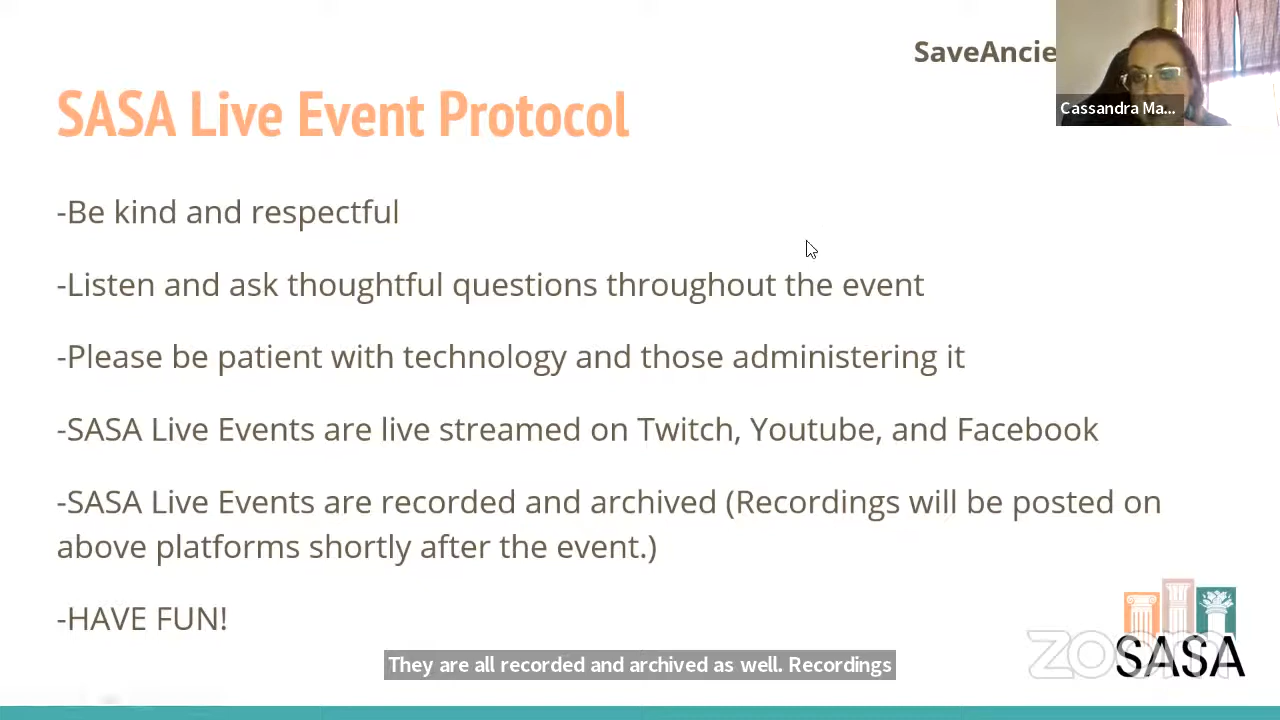 SaveAncie
Cassandra Ma...
SASA Live Event Protocol
-Be kind and respectful
-Listen and ask thoughtful questions throughout the event
-Please be patient with technology and those administering it
-SASA Live Events are live streamed on Twitch, Youtube, and Facebook
-SASA Live Events are recorded and archived (Recordings will be posted on
above platforms shortly after the event.)
-HAVE FUN!
zoom
SASA
They are all recorded and archived as well. Recordings